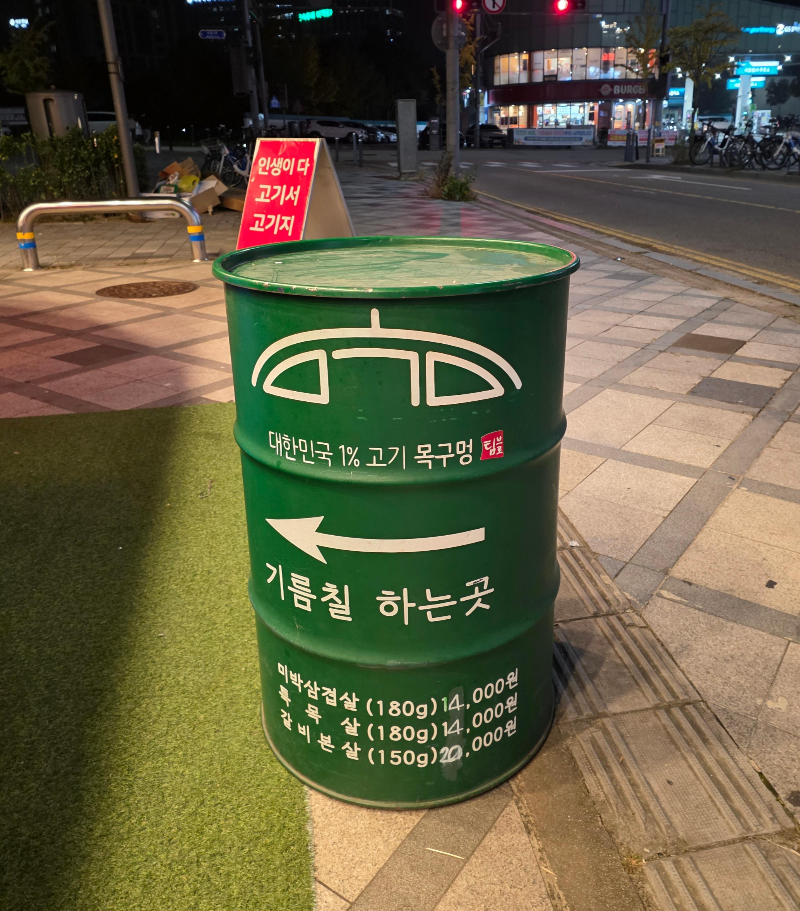 인생이 다
고기서
고기지
BURG
대한민국 1% 고기 목구멍
기름칠 하는곳
미박삼겹살 (180g) 14,000원
특 목 살 (180g) 14,000원
갈비본살 (150g) 20,000원